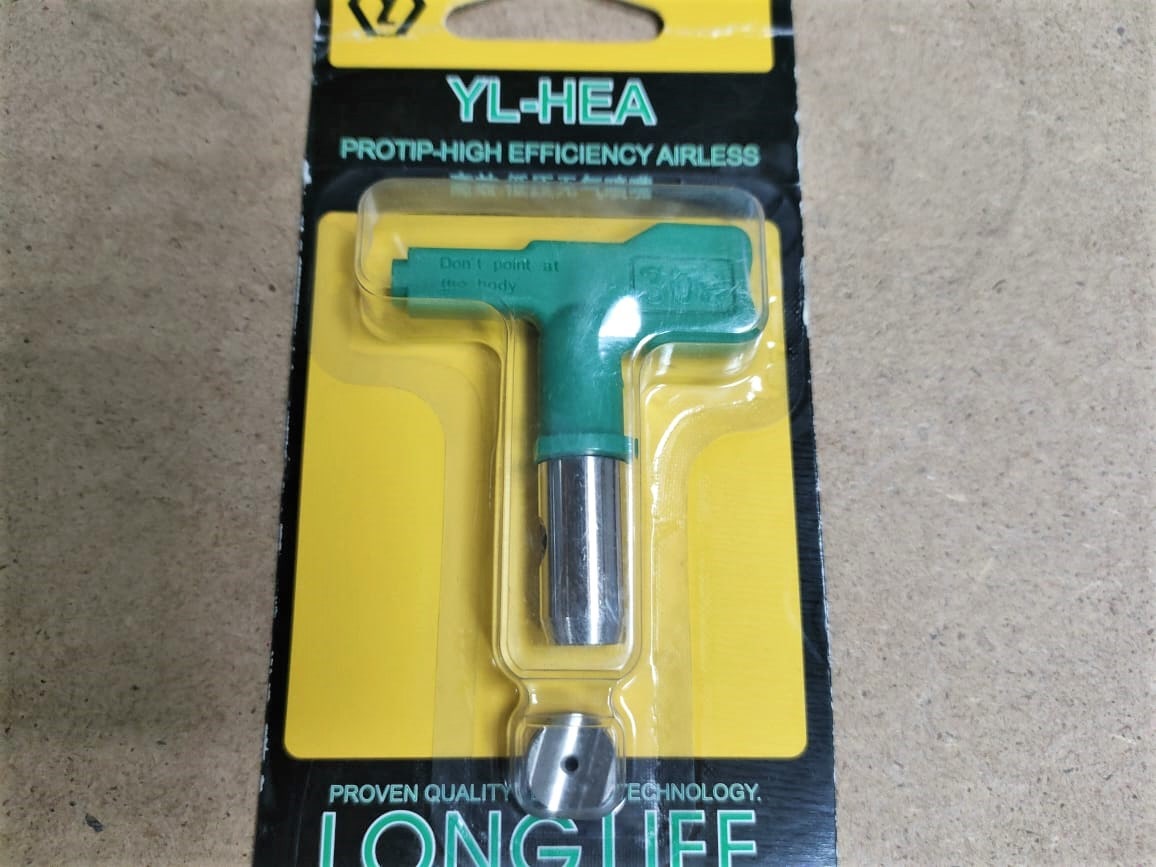 YL-HEA
PROTIP-HIGH EFFICIENCY AIRLESS
Don't point at
the body
PROVEN QUALITY TECHNOLOGY.
LONG LIFE